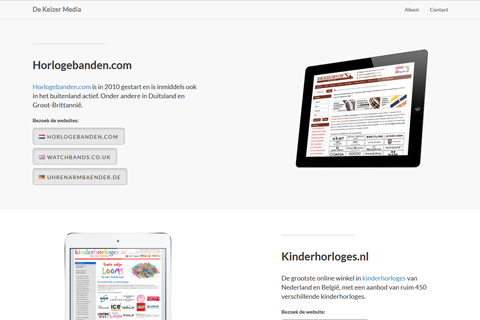 De Keizer Media
About
Contact
Horlogebanden.com
Horlogebanden.com is in 2010 gestart en is inmiddels ook
in het buitenland actief. Onder andere in Duitsland en
Groot-Brittannië.
Bezoek de websites:
HORLOGEBANDEN.COM
WATCHBANDS.CO.UK
UHRENARMBAENDER.DE
kinderhorloges
LOOMS
Kinderhorloges.nl
De grootste online winkel in kinderhorloges van
Nederland en België, met een aanbod van ruim 450
verschillende kinderhorloges.
Bezoek de websites: